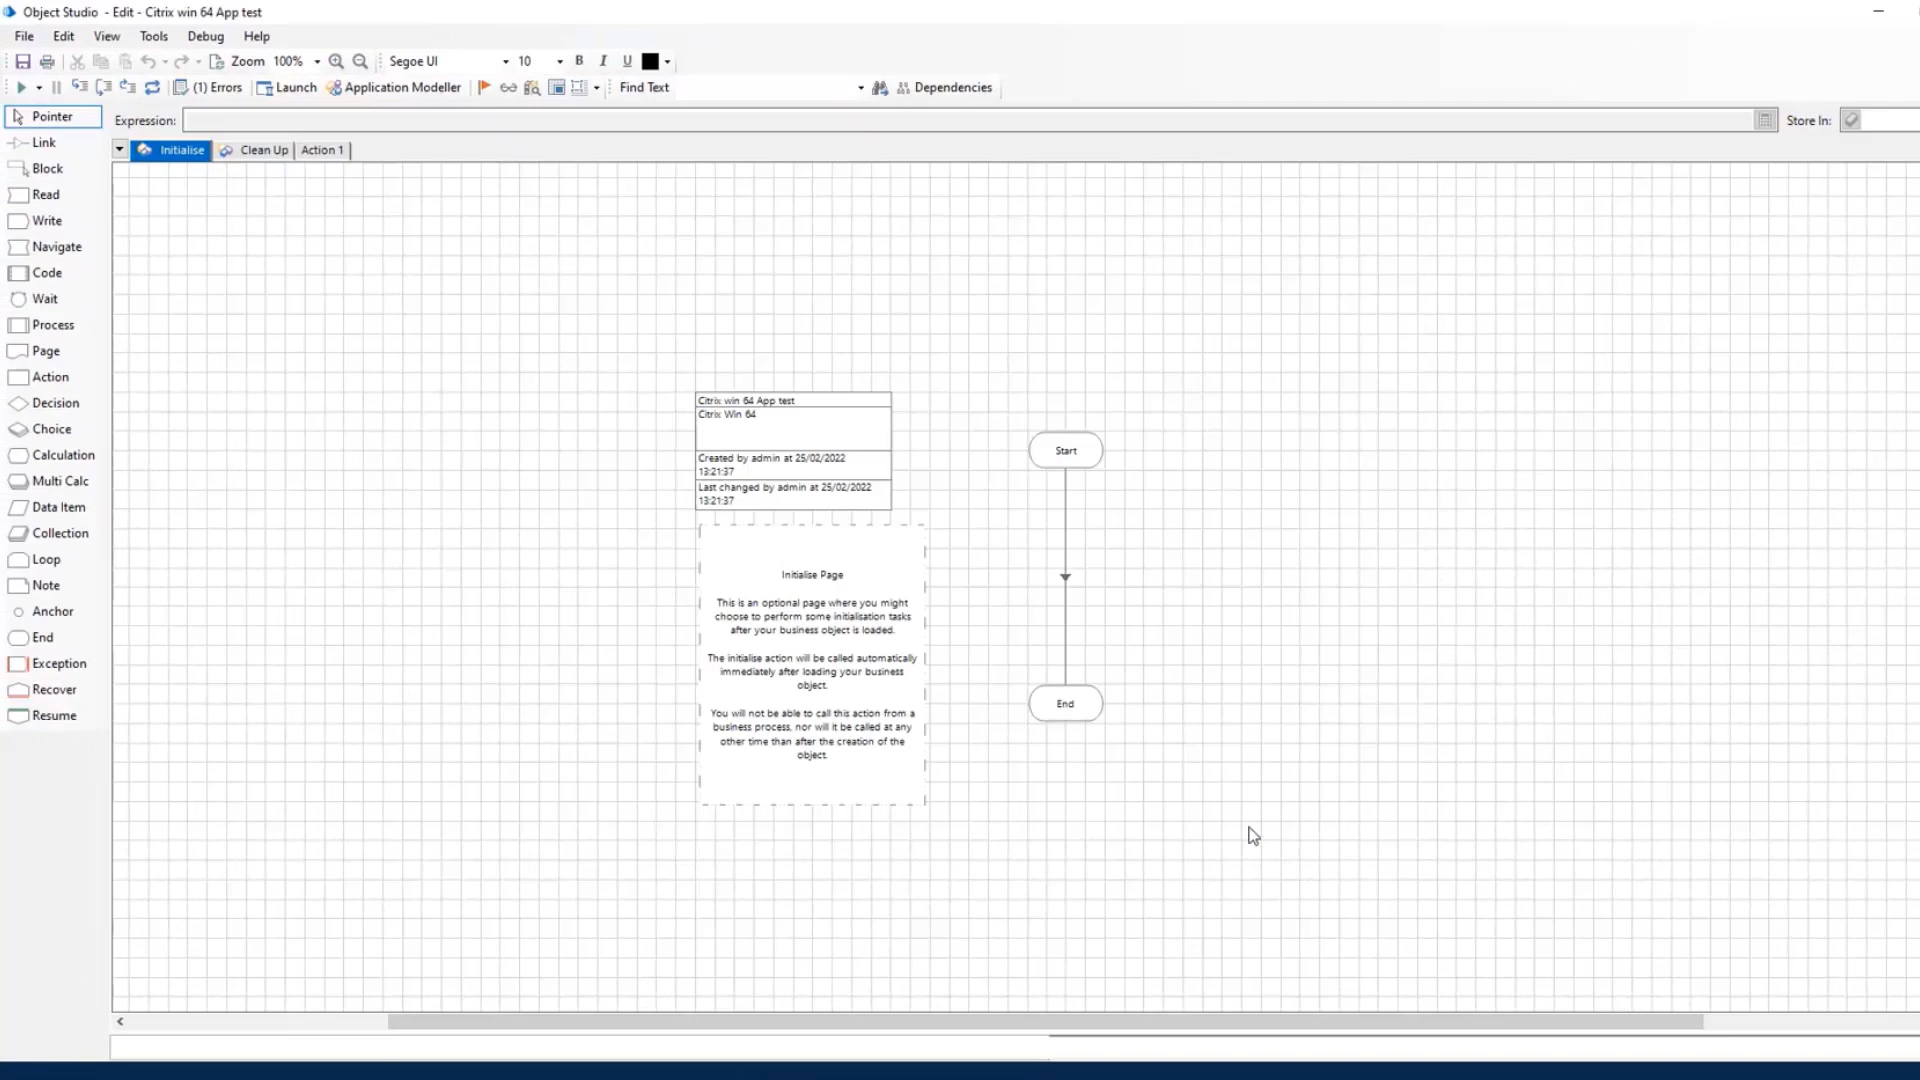 Object Studio - Edit - Citrix win 64 App test
File Edit View Tools Debug Help
Zoom 100% Segoe UI 10 B I U
(1) Errors Launch Application Modeller Find Text Dependencies
Pointer
Expression: Store In:
Link
Initialise Clean Up Action 1
Block
Read
Write
Navigate
Code
Wait
Process
Page
Action
Decision
Choice
Calculation
Multi Calc
Data Item
Collection
Loop
Note
Anchor
End
Exception
Recover
Resume
Citrix win 64 App test
Citrix Win 64
Created by admin at 25/02/2022
13:21:37
Last changed by admin at 25/02/2022
13:21:37
Initialise Page
This is an optional page where you might
choose to perform some initialisation tasks
after your business object is loaded.
The initialise action will be called automatically
immediately after loading your business
object.
You will not be able to call this action from a
business process, nor will it be called at any
other time than after the creation of the
object.
Start
End